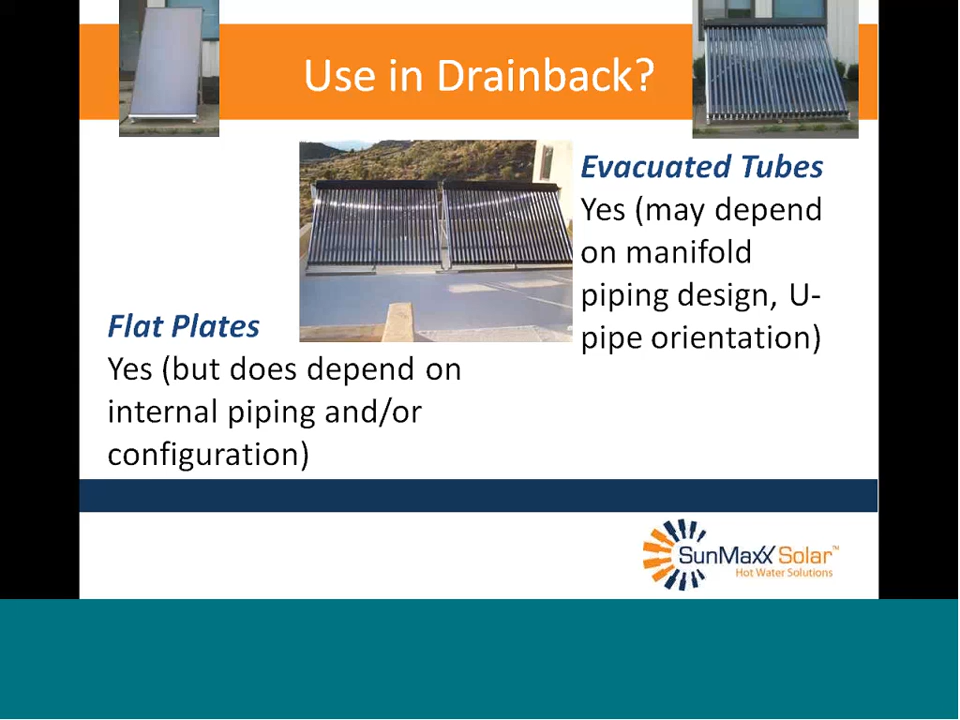 Use in Drainback?
Evacuated Tubes
Yes (may depend
on manifold
piping design, U-
pipe orientation)
Flat Plates
Yes (but does depend on
internal piping and/or
configuration)
SunMaxx Solar™
Hot Water Solutions